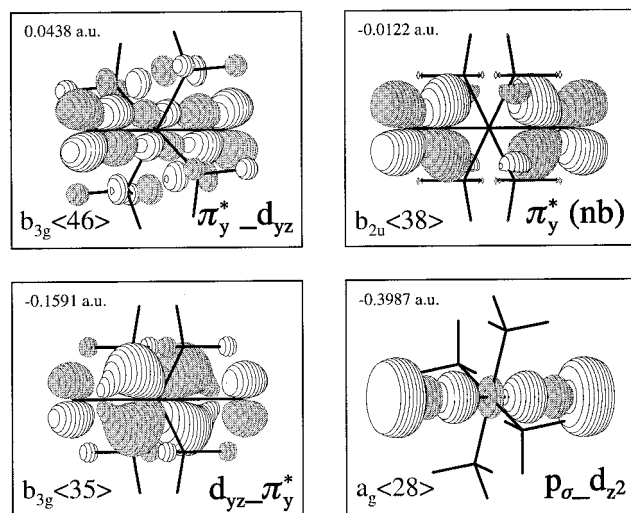 0.0438 a.u.
b3g<46> π*y _dyz
-0.0122 a.u.
b2u<38> π*y (nb)
-0.1591 a.u.
b3g<35> dyz_π*y
-0.3987 a.u.
ag<28> pσ_dz2